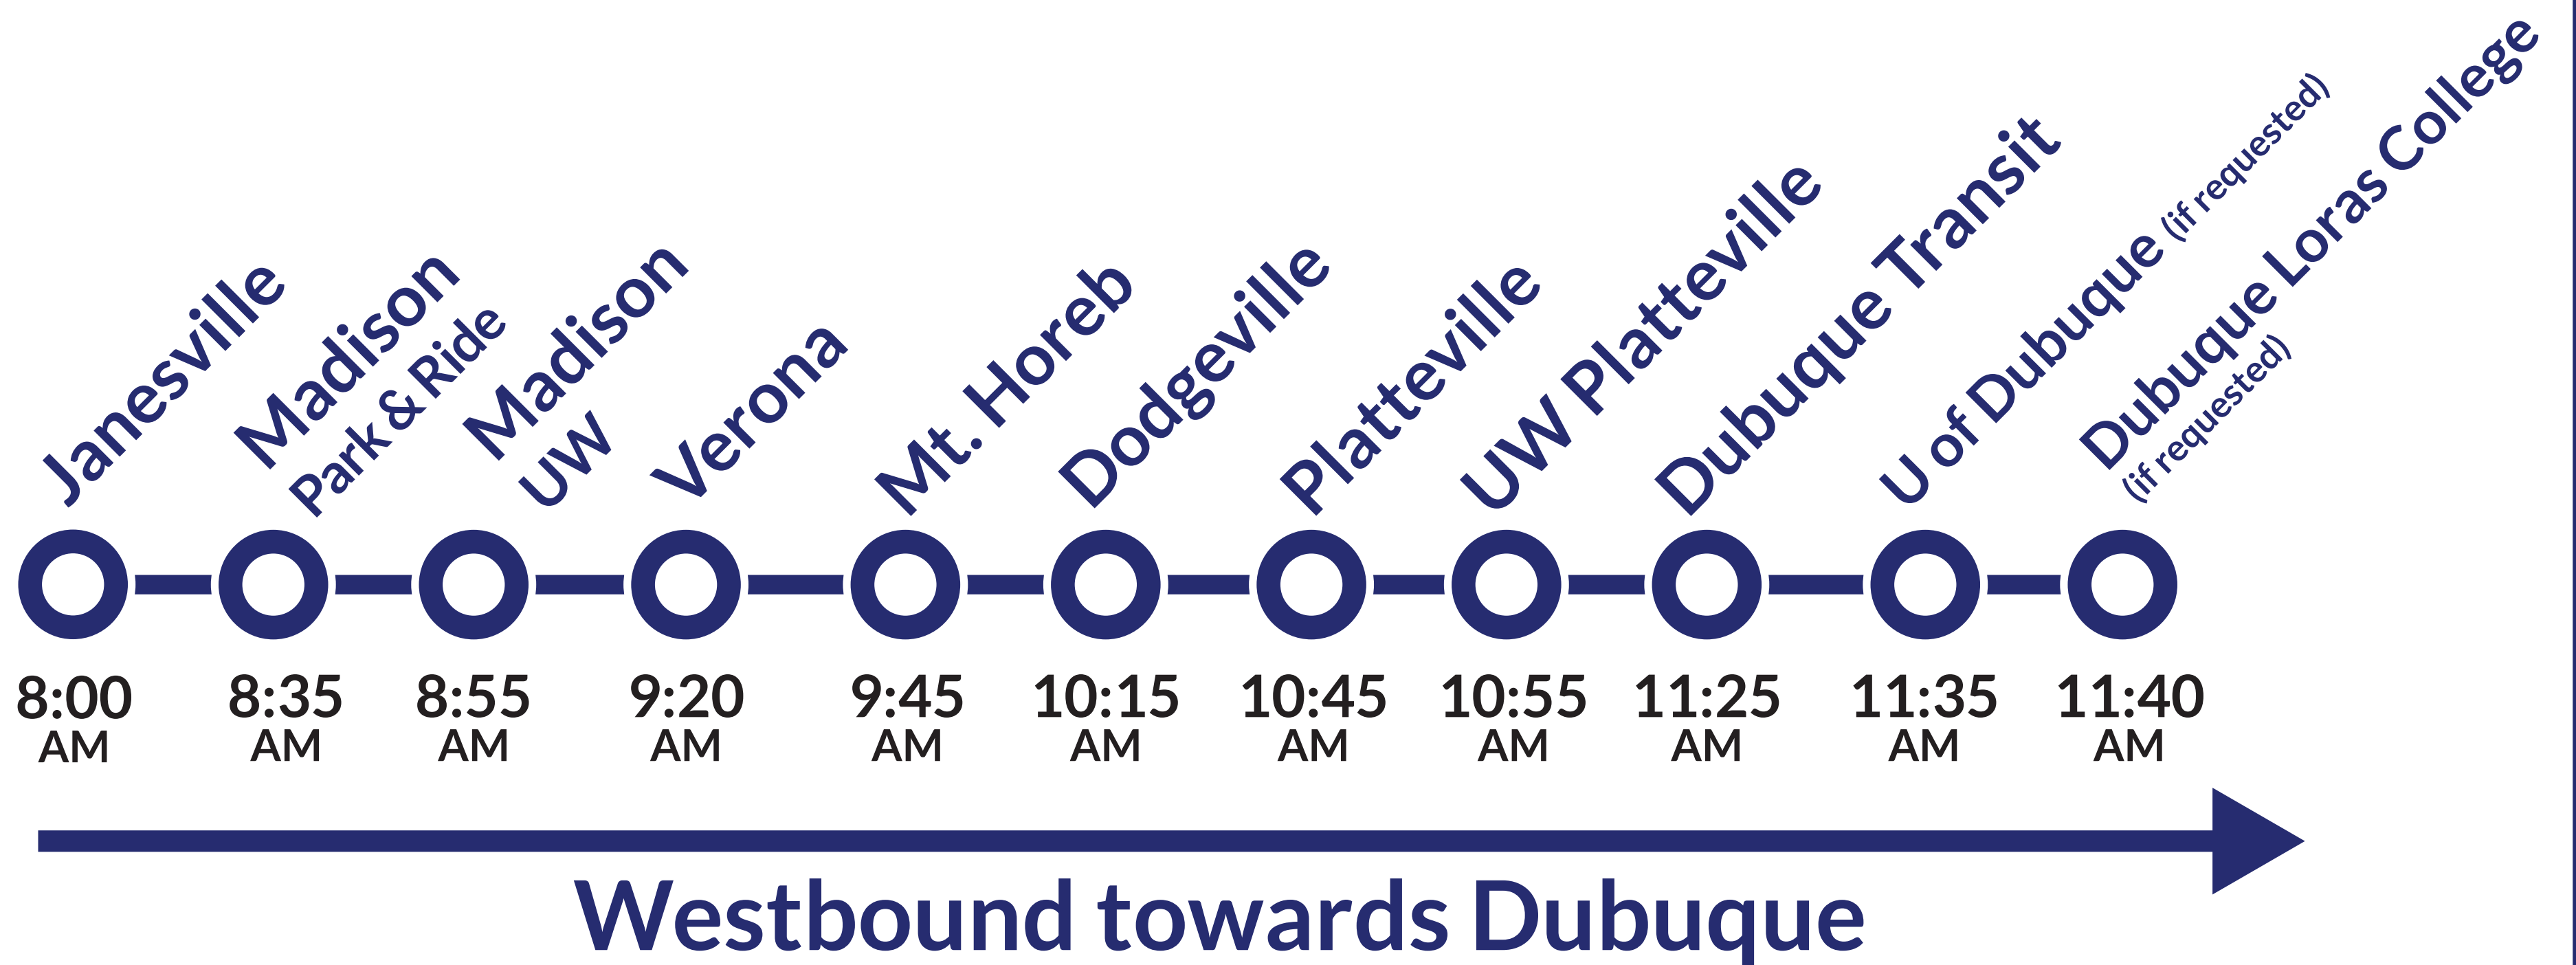 Janesville
Madison
Park & Ride
Madison
UW
Verona
Mt. Horeb
Dodgeville
Platteville
UW Platteville
Dubuque Transit
U of Dubuque (if requested)
Dubuque Loras College
(if requested)
8:00
AM
8:35
AM
8:55
AM
9:20
AM
9:45
AM
10:15
AM
10:45
AM
10:55
AM
11:25
AM
11:35
AM
11:40
AM
Westbound towards Dubuque